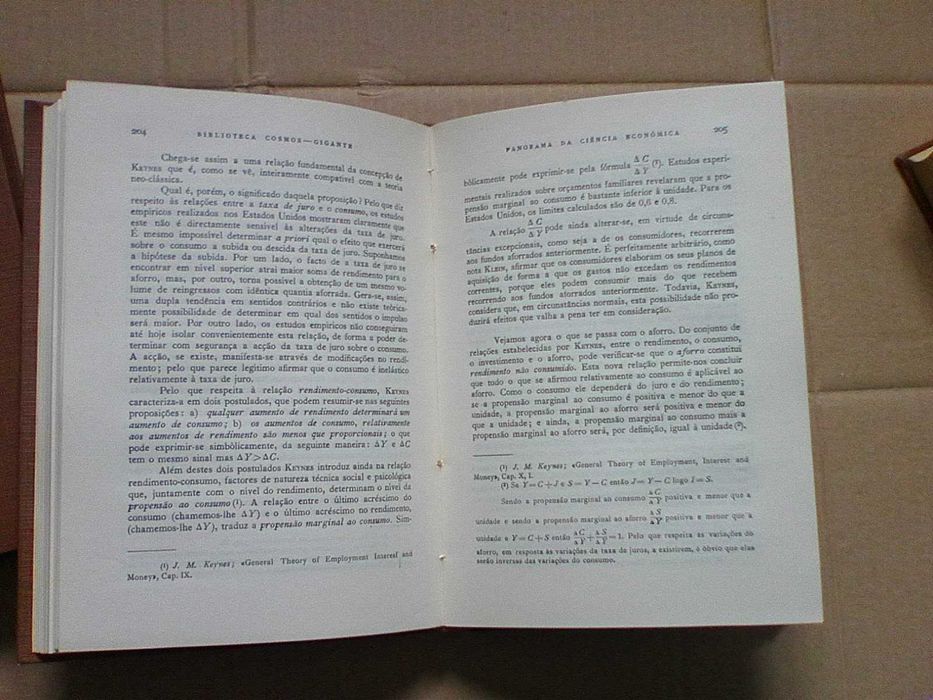 204
BIBLIOTECA COSMOS—GIGANTE
Chega-se assim a uma relação fundamental da concepção de
KEYNES que é, como se vê, inteiramente compatível com a teoria
neo-clássica.
Qual é, porém, o significado daquela proposição? Pelo que diz
respeito às relações entre a taxa de juro e o consumo, os estudos
empíricos realizados nos Estados Unidos mostraram claramente que
este não é directamente sensível às alterações da taxa de juro.
É mesmo impossível determinar a priori qual o efeito que exercerá
sobre o consumo a subida ou descida da taxa de juro. Suponhamos
a hipótese da subida. Por um lado, o facto de a taxa de juro se
encontrar em nível superior atrai maior soma de rendimento para o
aforro, mas, por outro, torna possível a obtenção de um mesmo vo-
lume de reingressos com idêntica quantia aforrada. Gera-se, assim,
uma dupla tendência em sentidos contrários e não existe teòrica-
mente possibilidade de determinar em qual dos sentidos o impulso
será maior. Por outro lado, os estudos empíricos não conseguiram
até hoje isolar convenientemente esta relação, de forma a poder de-
terminar com segurança a acção da taxa de juro sobre o consumo.
A acção, se existe, manifesta-se através de modificações no rendi-
mento; pelo que parece legítimo afirmar que o consumo é inelástico
relativamente à taxa de juro.
Pelo que respeita à relação rendimento-consumo, KEYNES
caracteriza-a em dois postulados, que podem resumir-se nas seguintes
proposições: a) qualquer aumento de rendimento determinará um
aumento de consumo; b) os aumentos de consumo, relativamente
aos aumentos de rendimento são menos que proporcionais; o que
pode exprimir-se simbòlicamente, da seguinte maneira: ΔY e ΔC
tem o mesmo sinal mas ΔY>ΔC.
Além destes dois postulados KEYNES introduz ainda na relação
rendimento-consumo, factores de natureza técnica social e psicológica
que, juntamente com o nível do rendimento, determinam o nível da
propensão ao consumo (¹). A relação entre o último acréscimo do
consumo (chamemos-lhe ΔY) e o último acréscimo no rendimento,
(chamemos-lhe ΔY), traduz a propensão marginal ao consumo. Sim-
(¹) J. M. Keynes; «General Theory of Employment Interest and
Money», Cap. IX.
PANORAMA DA CIÊNCIA ECONÓMICA
205
bòlicamente pode exprimir-se pela fórmula ΔC/ΔY (¹). Estudos experi-
mentais realizados sobre orçamentos familiares revelaram que a pro-
pensão marginal ao consumo é bastante inferior à unidade. Para os
Estados Unidos, os limites calculados são de 0,6 e 0,8.
A relação ΔC/ΔY pode ainda alterar-se, em virtude de circuns-
tâncias excepcionais, como seja a de os consumidores, recorrerem
aos fundos aforrados anteriormente. É perfeitamente arbitrário, como
nota KLEIN, afirmar que os consumidores elaboram os seus planos de
aquisição de forma a que os gastos não excedam os rendimentos
correntes, porque eles podem consumir mais do que recebem
recorrendo aos fundos aforrados anteriormente. Todavia, KEYNES,
considera que, em circunstâncias normais, esta possibilidade não pro-
duzirá efeitos que valha a pena ter em consideração.
Vejamos agora o que se passa com o aforro. Do conjunto de
relações estabelecidas por KEYNES, entre o rendimento, o consumo,
o investimento e o aforro, pode verificar-se que o aforro constitui
rendimento não consumido. Esta nova relação permite-nos concluir
que tudo o que se afirmou relativamente ao consumo é aplicável ao
aforro. Como o consumo ele dependerá do juro e do rendimento;
se a propensão marginal ao consumo é positiva e menor do que a
unidade, a propensão marginal ao aforro será positiva e menor do
que a unidade; e ainda, a propensão marginal ao consumo mais a
propensão marginal ao aforro será, por definição, igual à unidade (²).
(¹) J. M. Keynes; «General Theory of Employment, Interest and
Money», Cap. X, I.
(²) Se Y=C+J e S=Y−C então J=Y−C logo I=S.
Sendo a propensão marginal ao consumo ΔC/ΔY positiva e menor que a
unidade e sendo a propensão marginal ao aforro ΔS/ΔY positiva e menor que a
unidade e Y=C+S então ΔC/ΔY+ΔS/ΔY=1. Pelo que respeita às variações do
aforro, em resposta às variações da taxa de juros, a existirem, é óbvio que elas
serão inversas das variações do consumo.